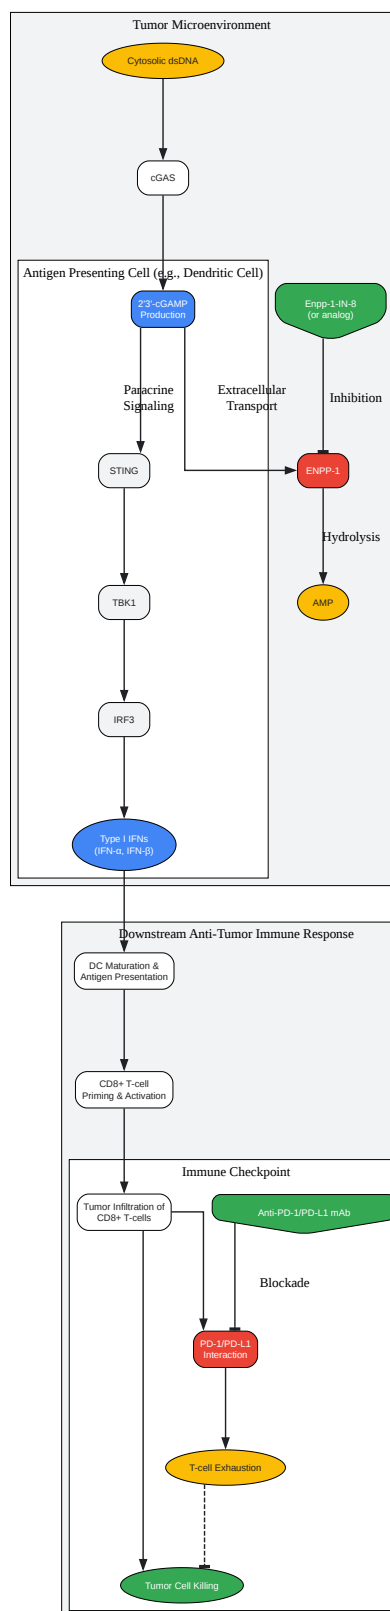 Tumor Microenvironment
Cytosolic dsDNA
cGAS
Antigen Presenting Cell (e.g., Dendritic Cell)
2'3'-cGAMP
Production
Enpp-1-IN-8
(or analog)
Paracrine
Signaling
Extracellular
Transport
Inhibition
STING
ENPP-1
Hydrolysis
TBK1
AMP
IRF3
Type I IFNs
(IFN-α, IFN-β)
Downstream Anti-Tumor Immune Response
DC Maturation &
Antigen Presentation
CD8+ T-cell
Priming & Activation
Immune Checkpoint
Tumor Infiltration of
CD8+ T-cells
Anti-PD-1/PD-L1 mAb
Blockade
PD-1/PD-L1
Interaction
T-cell Exhaustion
Tumor Cell Killing